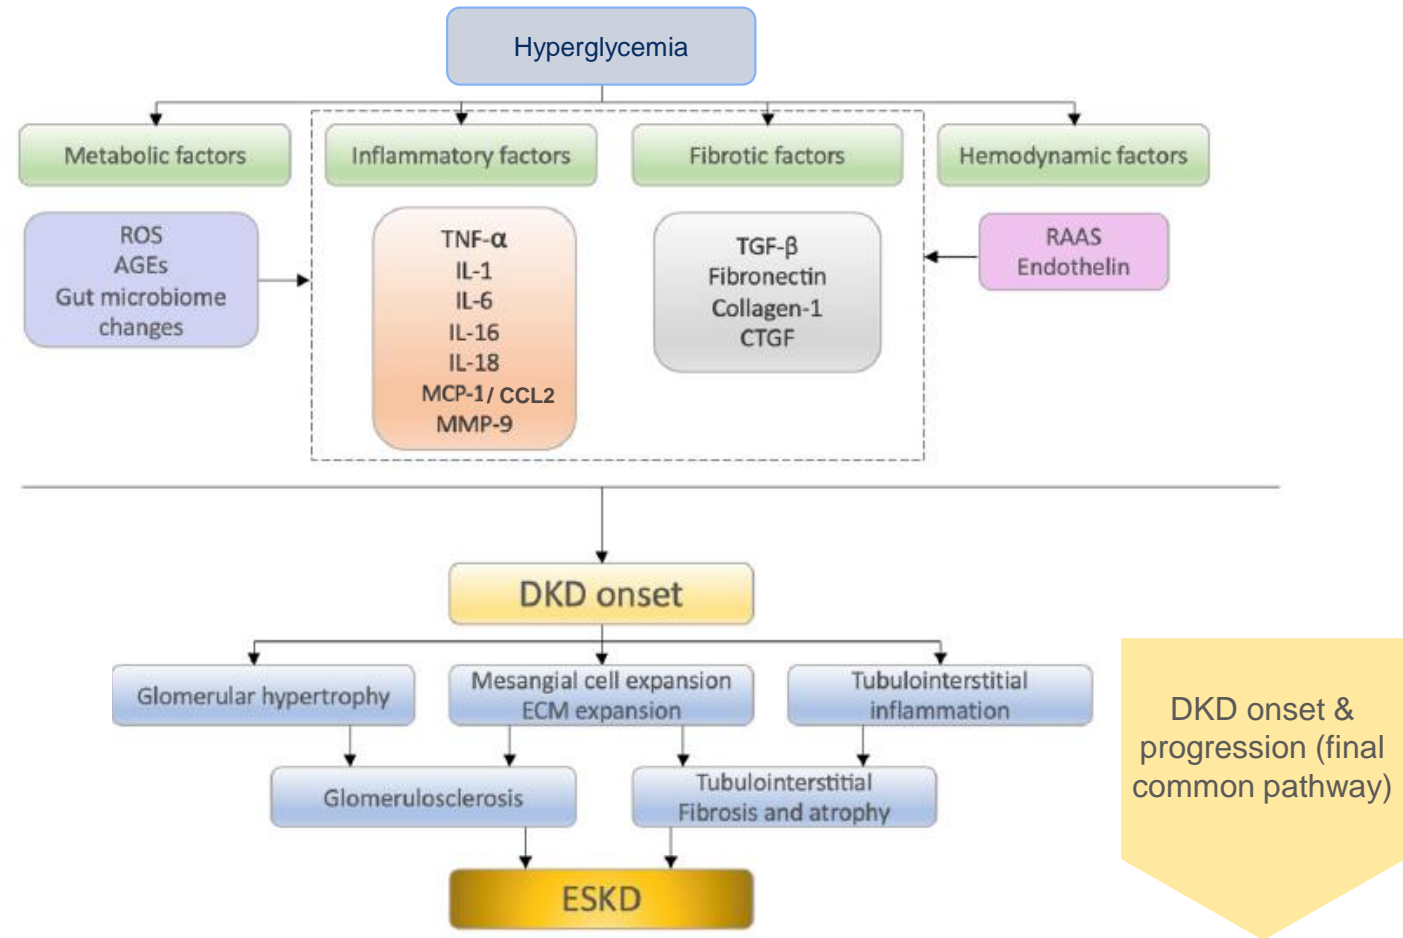 Hyperglycemia
Metabolic factors
Inflammatory factors
Fibrotic factors
Hemodynamic factors
ROS
AGEs
Gut microbiome
changes
TNF-α
IL-1
IL-6
IL-16
IL-18
MCP-1/ CCL2
MMP-9
TGF-β
Fibronectin
Collagen-1
CTGF
RAAS
Endothelin
DKD onset
Glomerular hypertrophy
Mesangial cell expansion
ECM expansion
Tubulointerstitial
inflammation
Glomerulosclerosis
Tubulointerstitial
Fibrosis and atrophy
ESKD
DKD onset &
progression (final
common pathway)